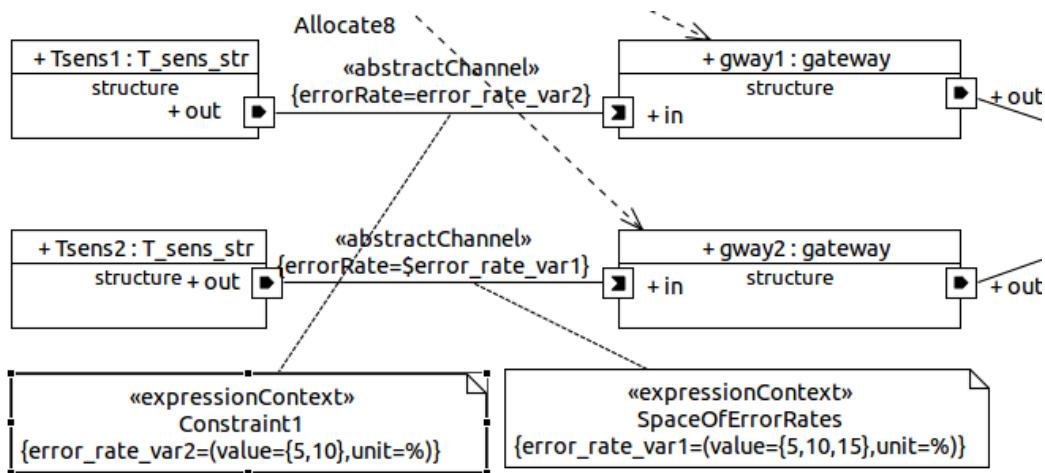 Allocate8
+ Tsens1 : T_sens_str
structure
+ out
«abstractChannel»
{errorRate=error_rate_var2}
+ gway1 : gateway
structure
+ in
+ out
+ Tsens2 : T_sens_str
structure
+ out
«abstractChannel»
{errorRate=$error_rate_var1}
+ gway2 : gateway
structure
+ in
+ out
«expressionContext»
Constraint1
{error_rate_var2=(value={5,10},unit=%)}
«expressionContext»
SpaceOfErrorRates
{error_rate_var1=(value={5,10,15},unit=%)}